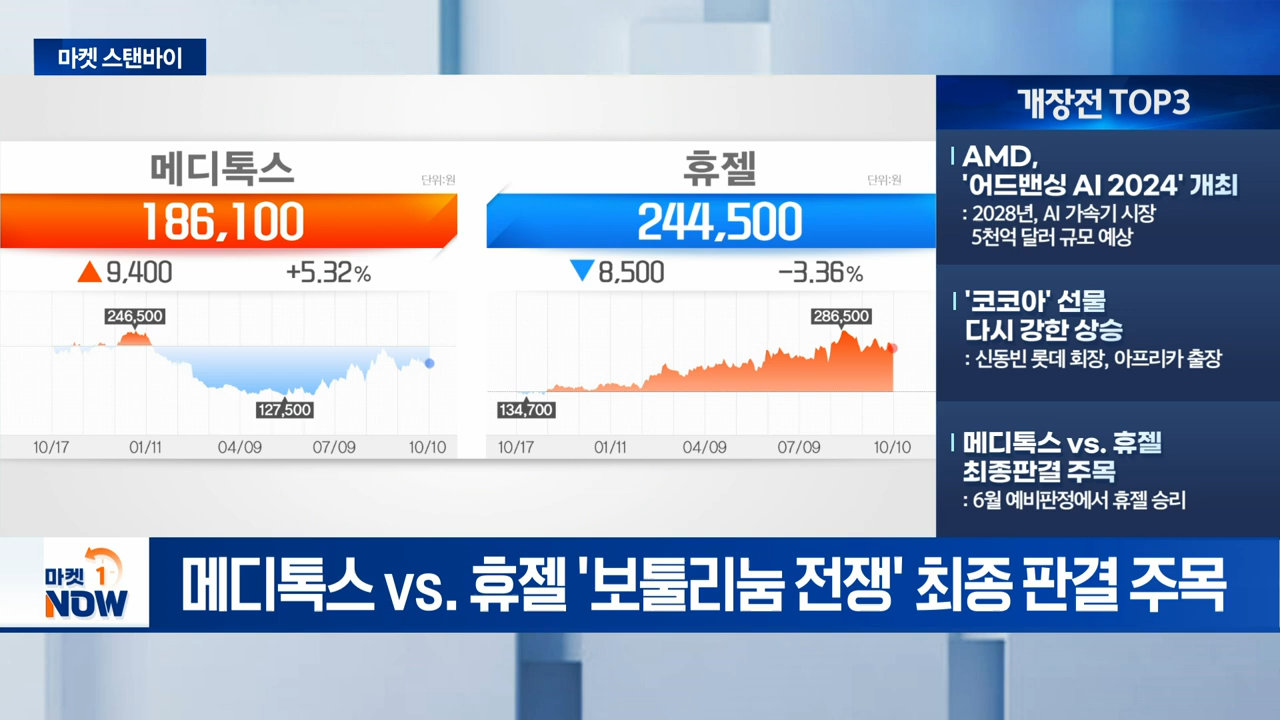 마켓 스탠바이
메디톡스
단위:원
186,100
▲9,400 +5.32%
246,500
127,500
10/17 01/11 04/09 07/09 10/10
휴젤
단위:원
244,500
▼8,500 -3.36%
286,500
134,700
10/17 01/11 04/09 07/09 10/10
개장전 TOP3
AMD,
'어드밴싱 AI 2024' 개최
: 2028년, AI 가속기 시장
5천억 달러 규모 예상
'코코아' 선물
다시 강한 상승
: 신동빈 롯데 회장, 아프리카 출장
메디톡스 vs. 휴젤
최종판결 주목
: 6월 예비판정에서 휴젤 승리
마켓 1
NOW
메디톡스 vs. 휴젤 '보툴리눔 전쟁' 최종 판결 주목